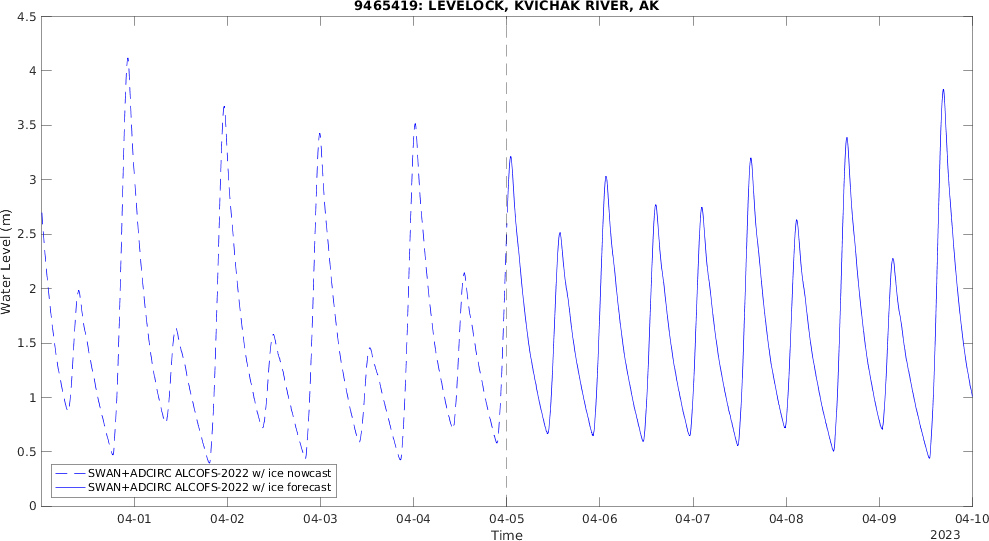 9465419: LEVELOCK, KVICHAK RIVER, AK
4.5
4
3.5
3
2.5
2
1.5
1
0.5
0
Water Level (m)
SWAN+ADCIRC ALCOFS-2022 w/ ice nowcast
SWAN+ADCIRC ALCOFS-2022 w/ ice forecast
04-01 04-02 04-03 04-04 04-05 04-06 04-07 04-08 04-09 04-10
Time
2023